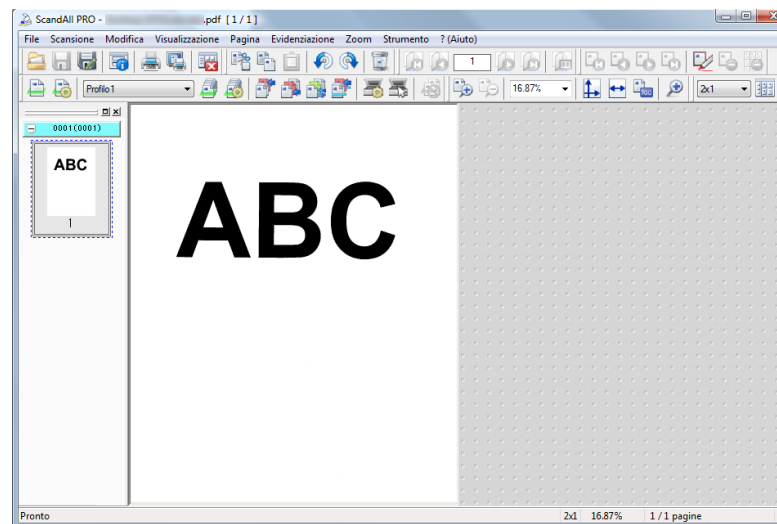 ScandAll PRO - .pdf [ 1 / 1 ]
File Scansione Modifica Visualizzazione Pagina Evidenziazione Zoom Strumento ? (Aiuto)
1
Profilo1 16.87% 2x1
0001(0001)
ABC
1
ABC
Pronto 2x1 16.87% 1 / 1 pagine